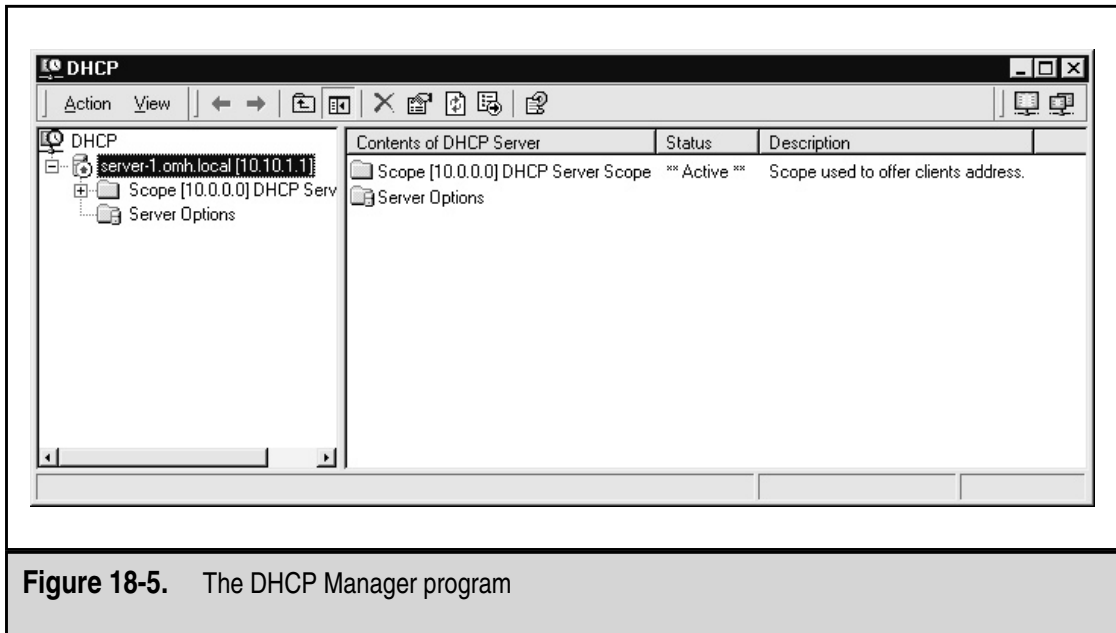 DHCP
Action View
DHCP
server-1.omh.local [10.10.1.1]
Scope [10.0.0.0] DHCP Serv
Server Options
Contents of DHCP Server Status Description
Scope [10.0.0.0] DHCP Server Scope ** Active ** Scope used to offer clients address.
Server Options
Figure 18-5. The DHCP Manager program